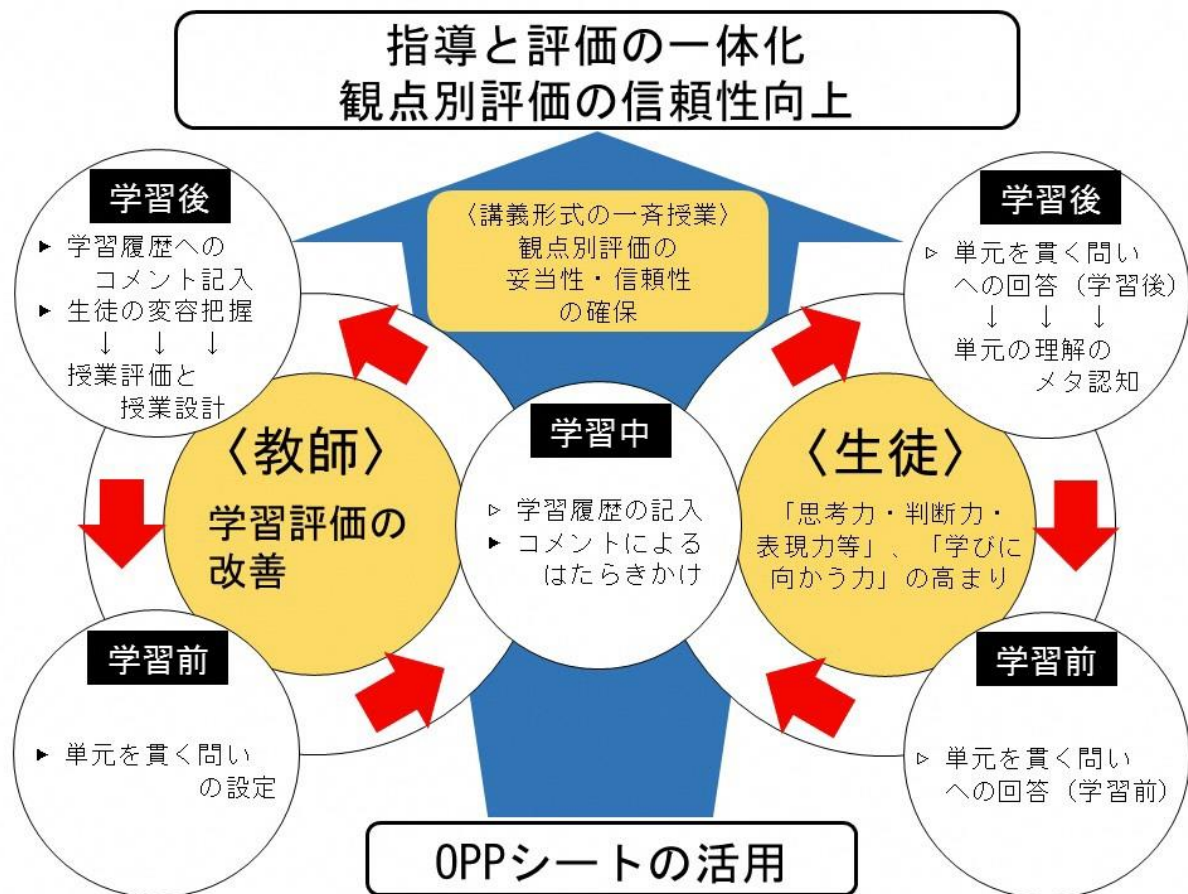 指導と評価の一体化
観点別評価の信頼性向上
〈講義形式の一斉授業〉
観点別評価の
妥当性・信頼性
の確保
学習後
▶ 学習履歴への
コメント記入
▶ 生徒の変容把握
↓ ↓ ↓
授業評価と
授業設計
〈教師〉
学習評価の
改善
学習前
▶ 単元を貫く問い
の設定
学習中
▷ 学習履歴の記入
▶ コメントによる
はたらきかけ
学習後
▷ 単元を貫く問い
への回答（学習後）
↓ ↓ ↓
単元の理解の
メタ認知
〈生徒〉
「思考力・判断力・
表現力等」、「学びに
向かう力」の高まり
学習前
▷ 単元を貫く問い
への回答（学習前）
OPPシートの活用